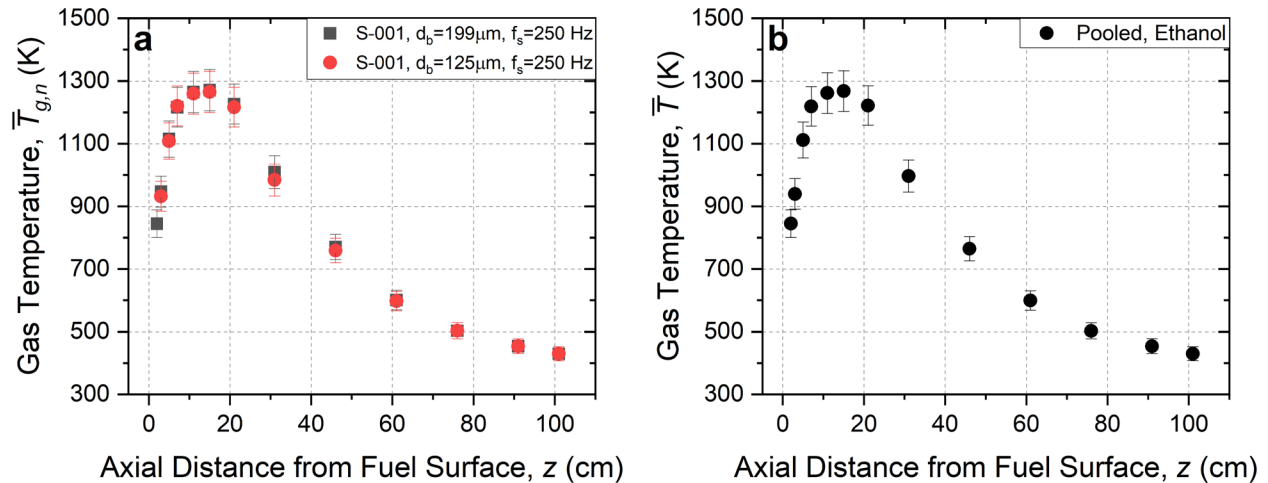 a
S-001, d_b=199μm, f_s=250 Hz
S-001, d_b=125μm, f_s=250 Hz
1500
1300
1100
900
700
500
300
0
20
40
60
80
100
Gas Temperature, T̅_{g,n} (K)
Axial Distance from Fuel Surface, z (cm)
b
Pooled, Ethanol
1500
1300
1100
900
700
500
300
0
20
40
60
80
100
Gas Temperature, T̅ (K)
Axial Distance from Fuel Surface, z (cm)